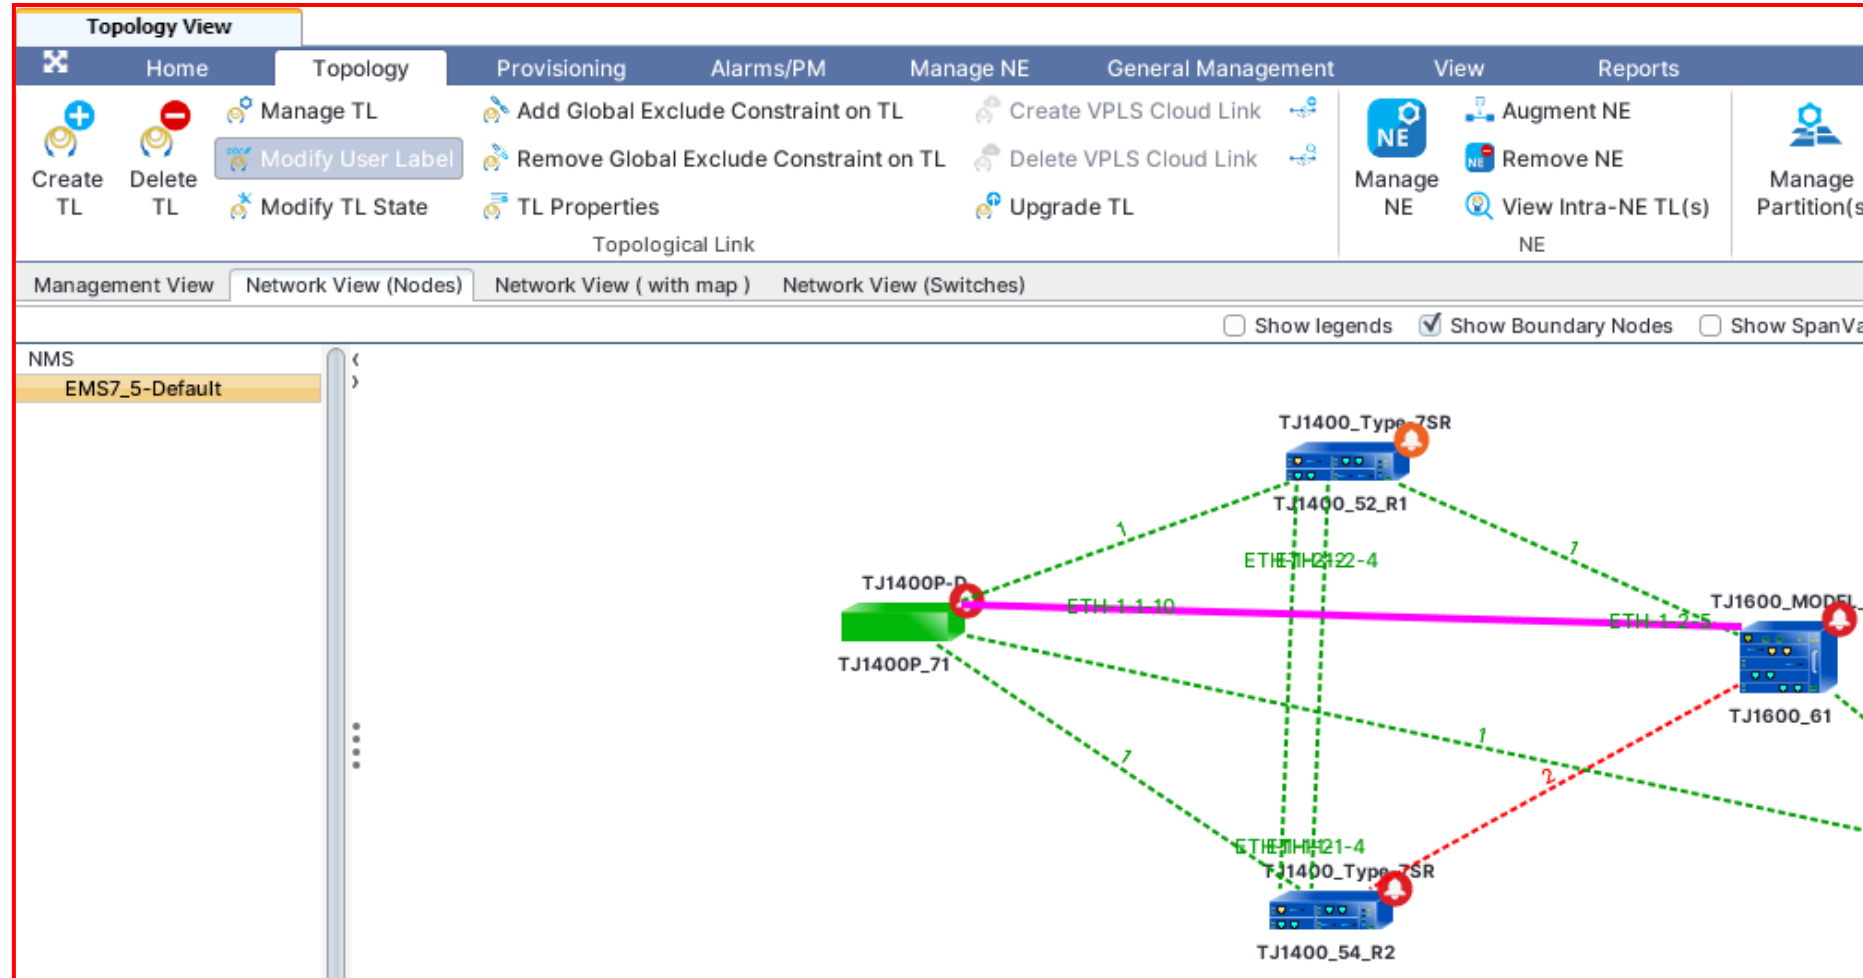 Topology View
Home Topology Provisioning Alarms/PM Manage NE General Management View Reports
Create TL
Delete TL
Manage TL
Modify User Label
Modify TL State
Add Global Exclude Constraint on TL
Remove Global Exclude Constraint on TL
TL Properties
Create VPLS Cloud Link
Delete VPLS Cloud Link
Upgrade TL
Topological Link
NE
Manage NE
Augment NE
NE
Remove NE
View Intra-NE TL(s)
NE
Manage
Partition(s
Management View Network View (Nodes) Network View ( with map ) Network View (Switches)
Show legends Show Boundary Nodes Show SpanVa
NMS
EMS7_5-Default
TJ1400_Type-7SR
TJ1400_52_R1
1
1
TJ1400P-D
ETH-1-1-10
ETH-1-2-5
TJ1600_MODEL_
TJ1400P_71
TJ1600_61
1
1
2
TJ1400_Type-7SR
TJ1400_54_R2